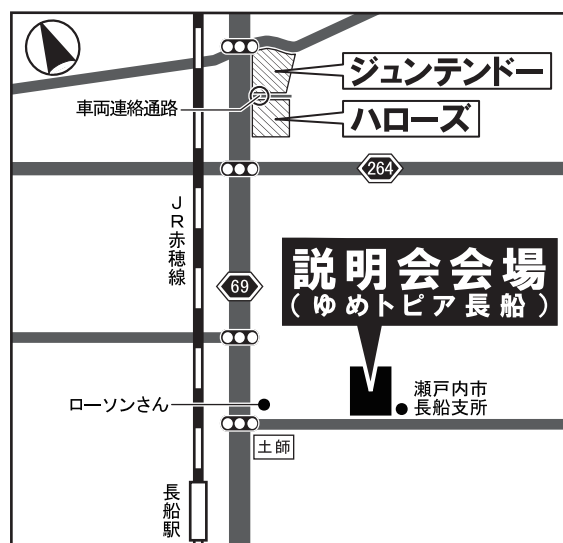 ジュンテンドー
車両連絡通路
ハローズ
264
JR赤穂線
69
説明会会場
(ゆめトピア長船)
ローソンさん
瀬戸内市
長船支所
土師
長船駅